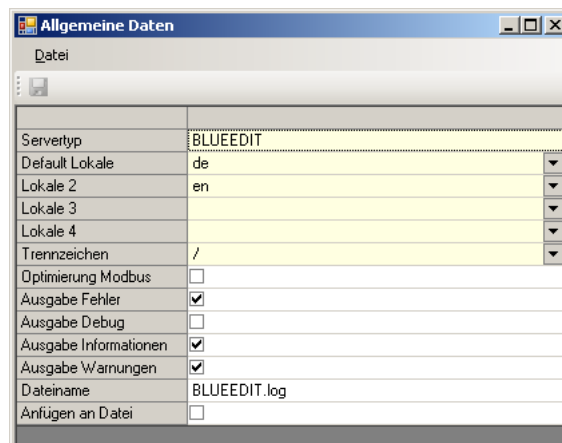 Allgemeine Daten
Datei
Servertyp BLUEEDIT
Default Lokale de
Lokale 2 en
Lokale 3
Lokale 4
Trennzeichen /
Optimierung Modbus
Ausgabe Fehler
Ausgabe Debug
Ausgabe Informationen
Ausgabe Warnungen
Dateiname BLUEEDIT.log
Anfügen an Datei